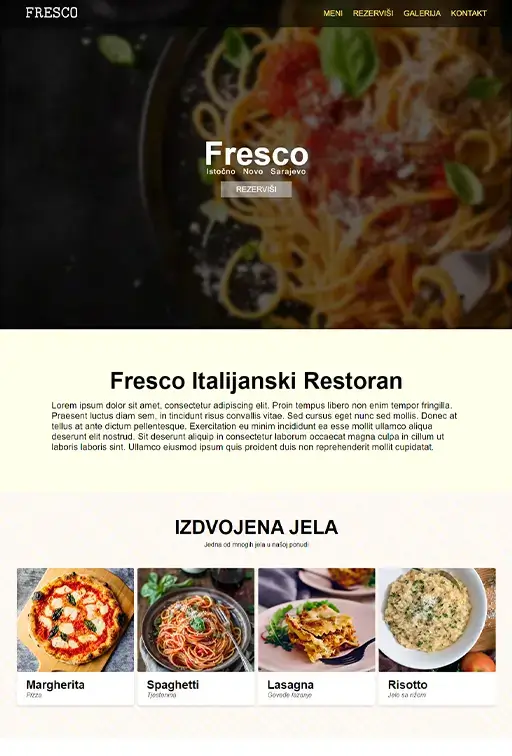 FRESCO
MENI REZERVIŠI GALERIJA KONTAKT
Fresco
Istočno Novo Sarajevo
REZERVIŠI
Fresco Italijanski Restoran
Lorem ipsum dolor sit amet, consectetur adipiscing elit. Proin tempus libero non enim tempor fringilla.
Praesent luctus diam sem, in tincidunt risus convallis vitae. Sed cursus eget nunc sed mollis. Donec at
tellus at ante dictum pellentesque. Exercitation eu minim incididunt ea esse mollit ullamco aliqua
deserunt elit nostrud. Sit deserunt aliquip in consectetur laborum occaecat magna culpa in cillum ut
laboris laboris sint. Ullamco eiusmod ipsum quis proident duis non reprehenderit mollit cupidatat.
IZDVOJENA JELA
Jedna od mnogih jela u našoj ponudi
Margherita
Pizza
Spaghetti
Tjestenina
Lasagna
Goveđe lazanje
Risotto
Jelo sa rižom